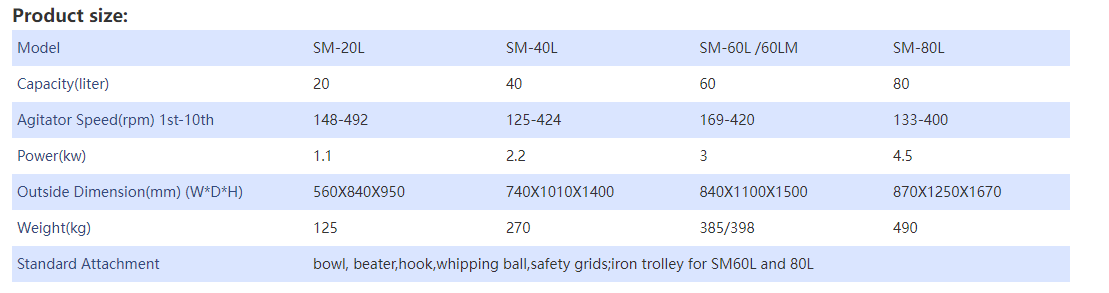 Product size:
Model SM-20L SM-40L SM-60L /60LM SM-80L
Capacity(liter) 20 40 60 80
Agitator Speed(rpm) 1st-10th 148-492 125-424 169-420 133-400
Power(kw) 1.1 2.2 3 4.5
Outside Dimension(mm) (W*D*H) 560X840X950 740X1010X1400 840X1100X1500 870X1250X1670
Weight(kg) 125 270 385/398 490
Standard Attachment bowl, beater,hook,whipping ball,safety grids;iron trolley for SM60L and 80L